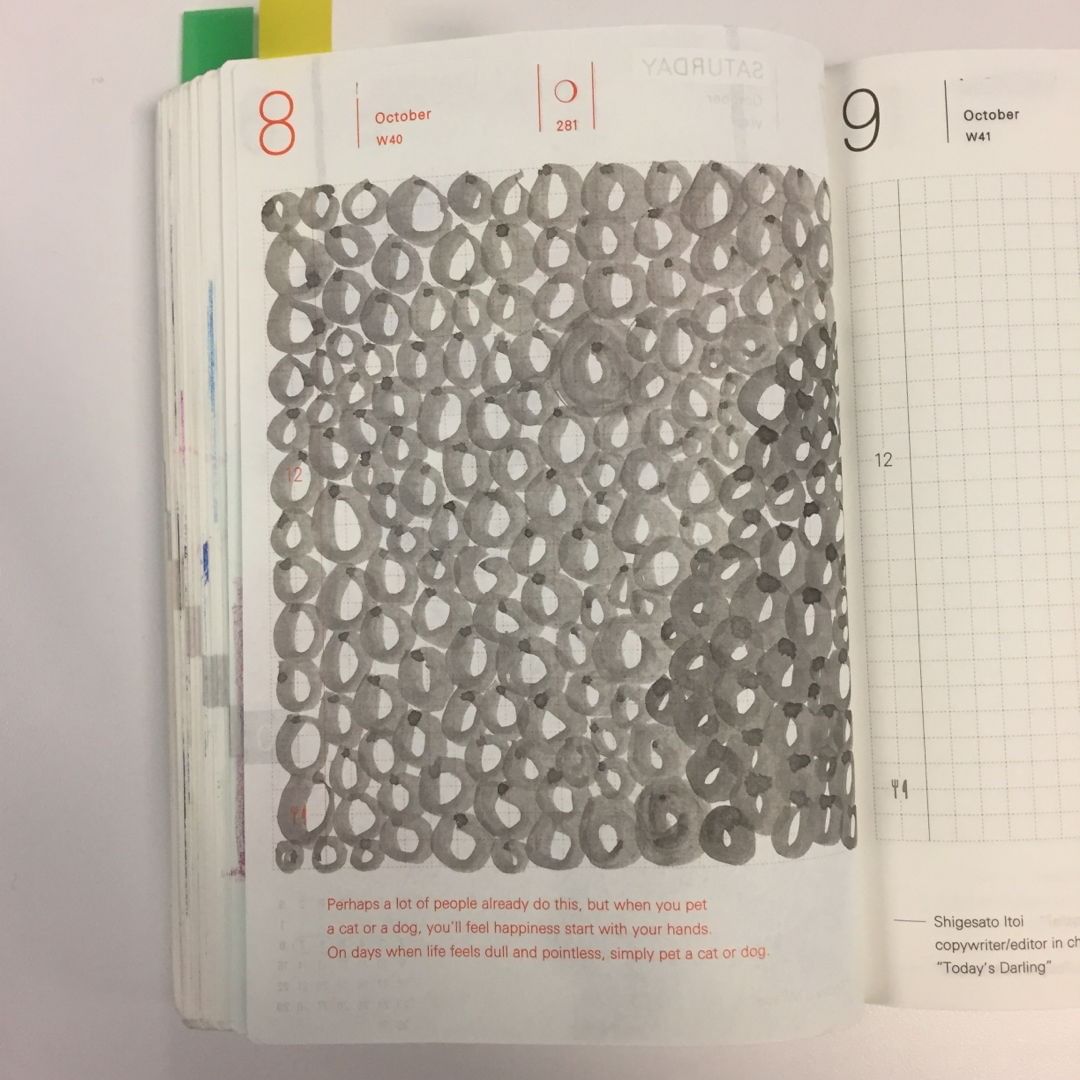 8
October
W40
281
SATURDAY
12
Perhaps a lot of people already do this, but when you pet
a cat or a dog, you'll feel happiness start with your hands.
On days when life feels dull and pointless, simply pet a cat or dog.
9
October
W41
12
Shigesato Itoi
copywriter/editor in ch
"Today's Darling"